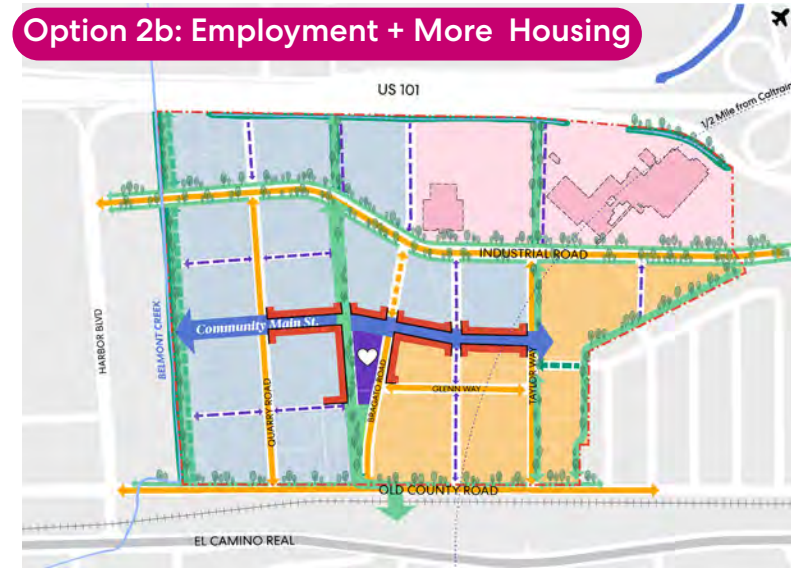 Option 2b: Employment + More Housing
US 101
1/2 Mile from Caltrain
INDUSTRIAL ROAD
HARBOR BLVD
BELMONT CREEK
Community Main St.
QUARRY ROAD
BRAGATO ROAD
GLENN WAY
TAYLOR WAY
OLD COUNTY ROAD
EL CAMINO REAL